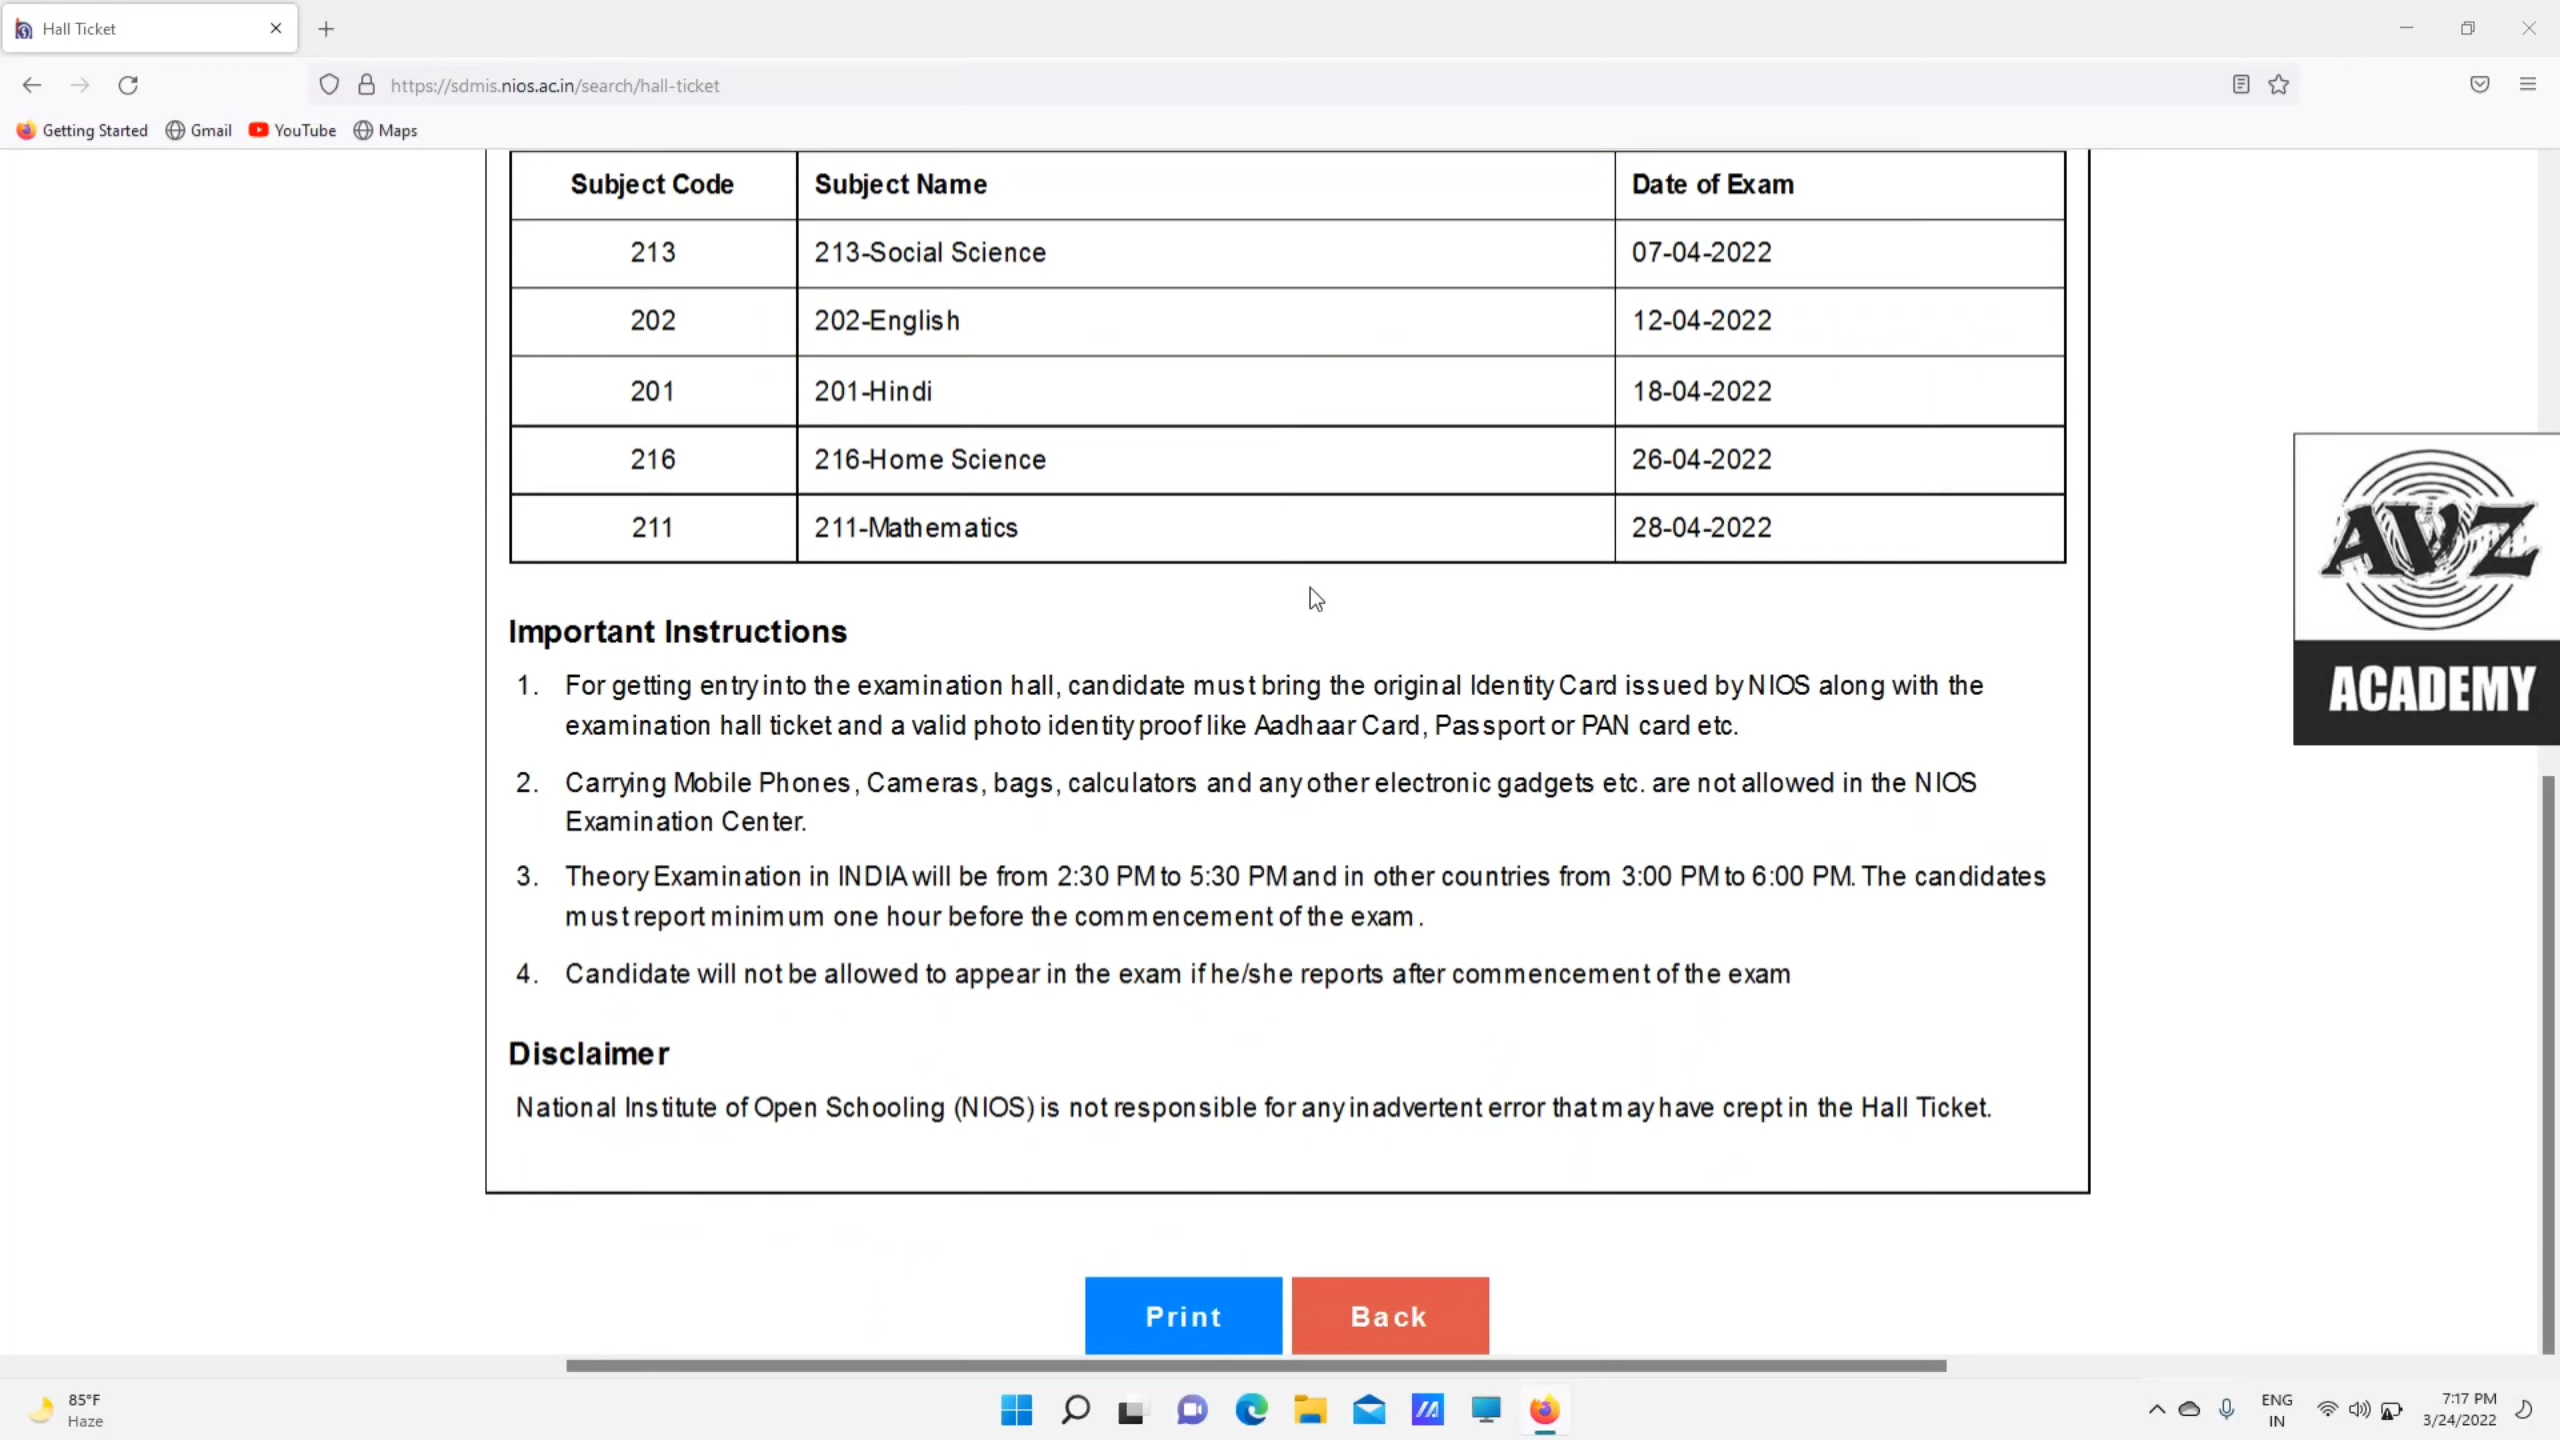 Hall Ticket
https://sdmis.nios.ac.in/search/hall-ticket
Getting Started Gmail YouTube Maps
Subject Code Subject Name Date of Exam
213 213-Social Science 07-04-2022
202 202-English 12-04-2022
201 201-Hindi 18-04-2022
216 216-Home Science 26-04-2022
211 211-Mathematics 28-04-2022
AVZ
ACADEMY
Important Instructions
1. For getting entry into the examination hall, candidate must bring the original Identity Card issued by NIOS along with the
examination hall ticket and a valid photo identity proof like Aadhaar Card, Passport or PAN card etc.
2. Carrying Mobile Phones, Cameras, bags, calculators and any other electronic gadgets etc. are not allowed in the NIOS
Examination Center.
3. Theory Examination in INDIA will be from 2:30 PM to 5:30 PM and in other countries from 3:00 PM to 6:00 PM. The candidates
must report minimum one hour before the commencement of the exam.
4. Candidate will not be allowed to appear in the exam if he/she reports after commencement of the exam
Disclaimer
National Institute of Open Schooling (NIOS) is not responsible for any inadvertent error that may have crept in the Hall Ticket.
Print Back
85°F
Haze
ENG
IN
7:17 PM
3/24/2022